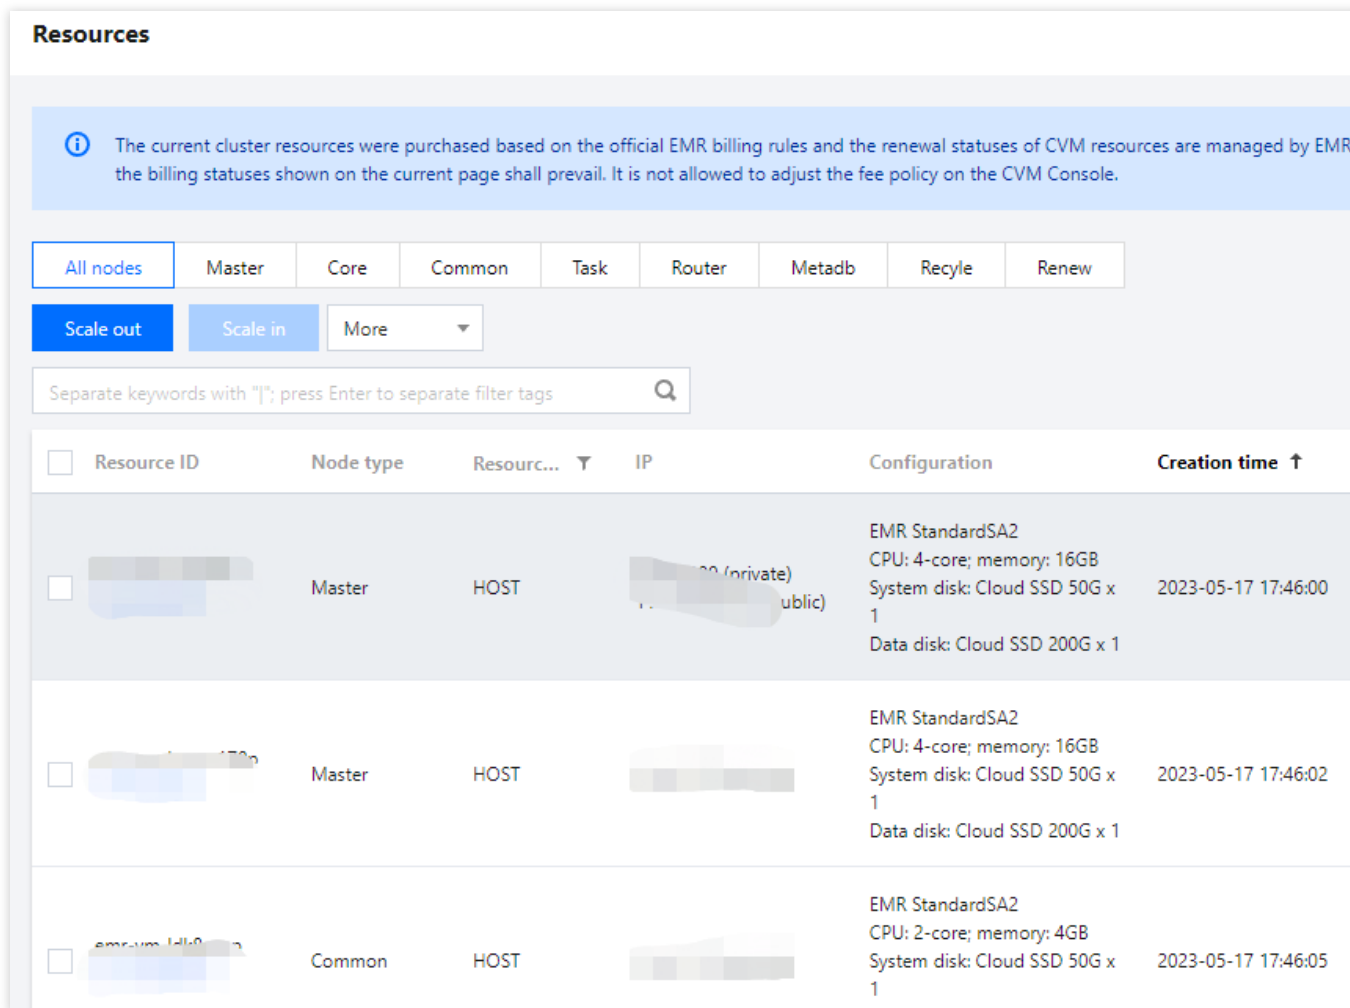 Resources
The current cluster resources were purchased based on the official EMR billing rules and the renewal statuses of CVM resources are managed by EMR
the billing statuses shown on the current page shall prevail. It is not allowed to adjust the fee policy on the CVM Console.
All nodes Master Core Common Task Router Metadb Recyle Renew
Scale out Scale in More
Separate keywords with "|"; press Enter to separate filter tags
Resource ID Node type Resourc... IP Configuration Creation time
EMR StandardSA2
CPU: 4-core; memory: 16GB
(private)
Master HOST System disk: Cloud SSD 50G x 2023-05-17 17:46:00
1
Data disk: Cloud SSD 200G x 1
EMR StandardSA2
CPU: 4-core; memory: 16GB
Master HOST System disk: Cloud SSD 50G x 2023-05-17 17:46:02
1
Data disk: Cloud SSD 200G x 1
EMR StandardSA2
CPU: 2-core; memory: 4GB
Common HOST System disk: Cloud SSD 50G x 2023-05-17 17:46:05
1